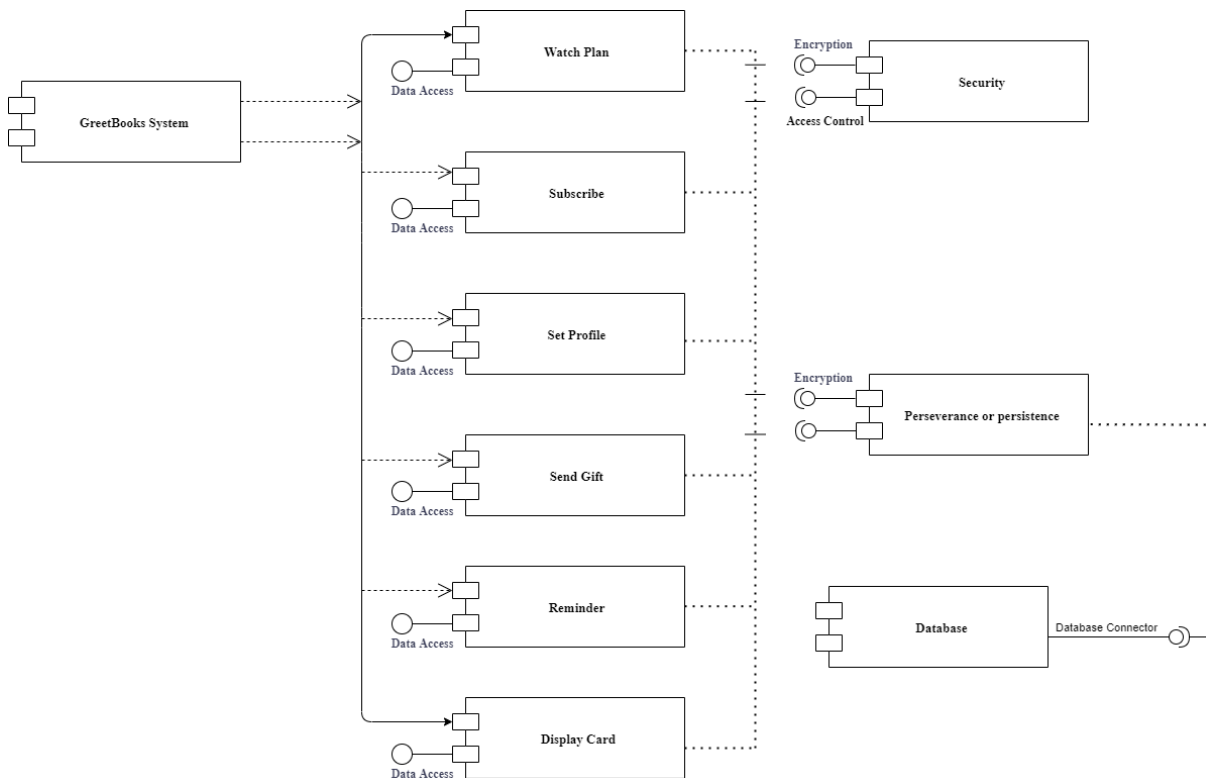 Watch Plan
Data Access
Encryption
Security
Access Control
GreetBooks System
Subscribe
Data Access
Set Profile
Data Access
Encryption
Perseverance or persistence
Send Gift
Data Access
Reminder
Data Access
Database
Database Connector
Display Card
Data Access